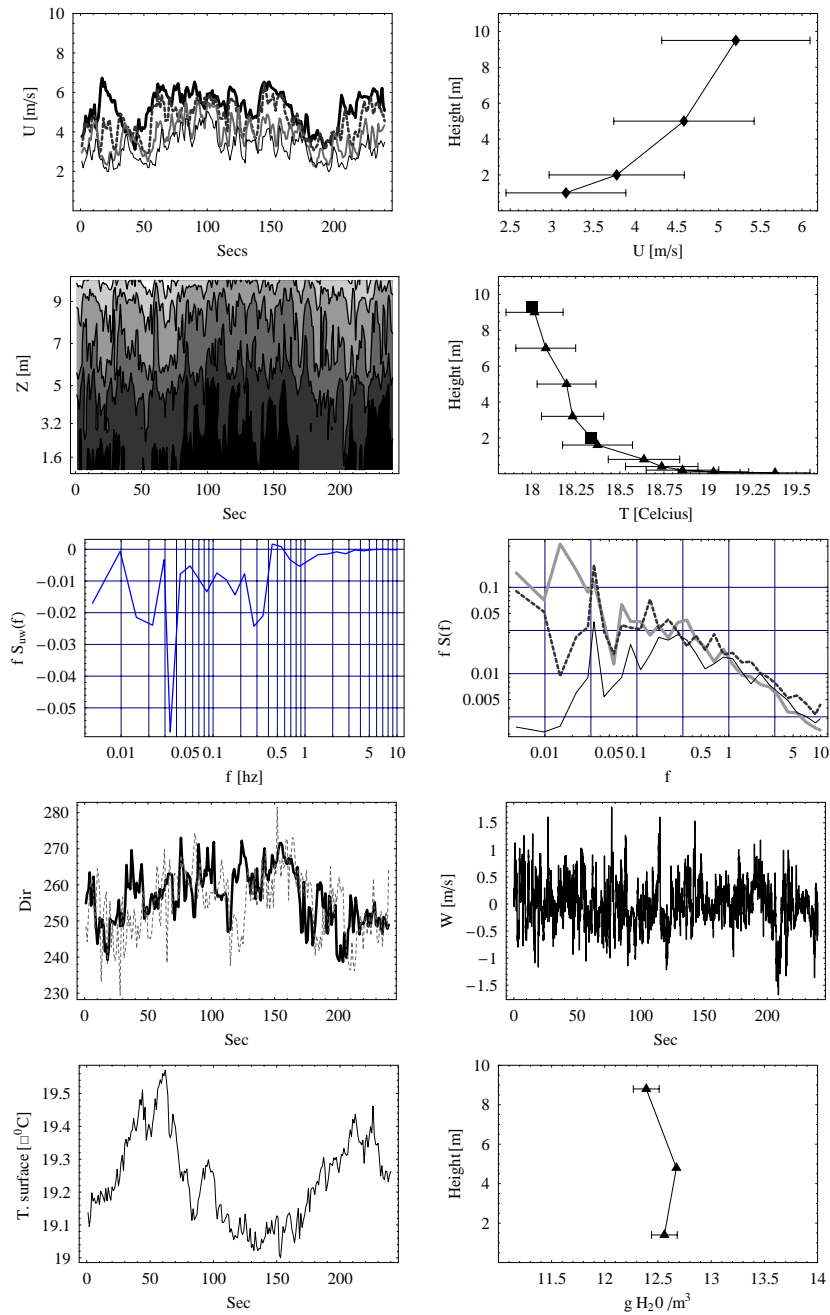 10
8
6
4
2
U [m/s]
0 50 100 150 200
Secs
10
8
6
4
2
Height [m]
2.5 3 3.5 4 4.5 5 5.5 6
U [m/s]
9
7
5
3.2
1.6
Z [m]
0 50 100 150 200
Sec
10
8
6
4
2
Height [m]
18 18.25 18.5 18.75 19 19.25 19.5
T [Celcius]
0
−0.01
−0.02
−0.03
−0.04
−0.05
f Suw(f)
0.01 0.05 0.1 0.5 1 5 10
f [hz]
0.1
0.05
0.01
0.005
f S(f)
0.01 0.05 0.1 0.5 1 5 10
f
280
270
260
250
240
230
Dir
0 50 100 150 200
Sec
1.5
1
0.5
0
−0.5
−1
−1.5
W [m/s]
0 50 100 150 200
Sec
19.5
19.4
19.3
19.2
19.1
19
T. surface [□⁰C]
0 50 100 150 200
Sec
10
8
6
4
2
Height [m]
11.5 12 12.5 13 13.5 14
g H₂0 /m³